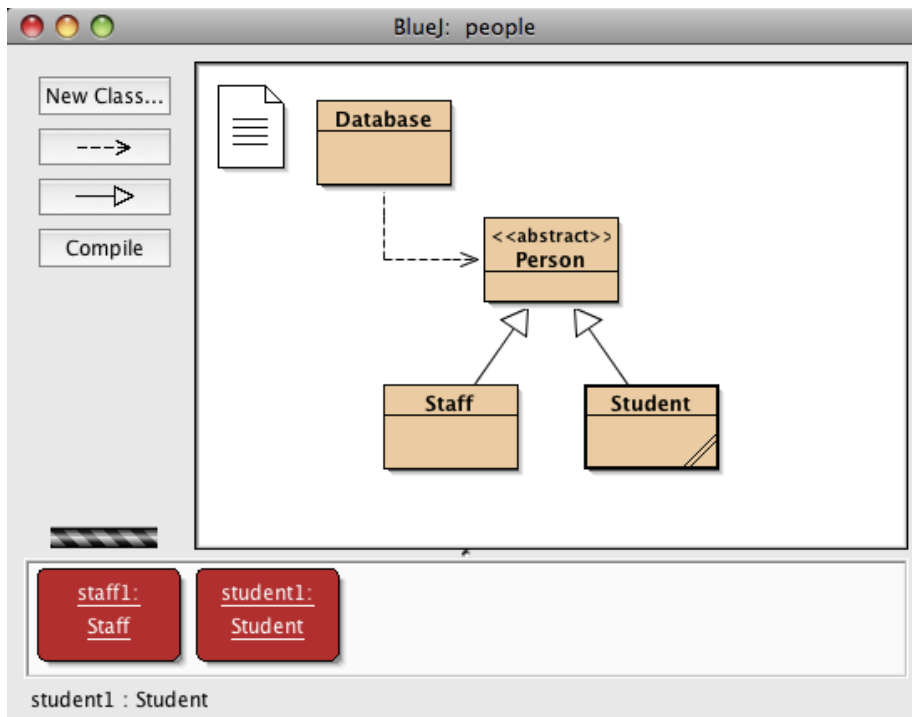 BlueJ:  people
New Class...
Compile
Database
<<abstract>>
Person
Staff
Student
staff1:
Staff
student1:
Student
student1 : Student